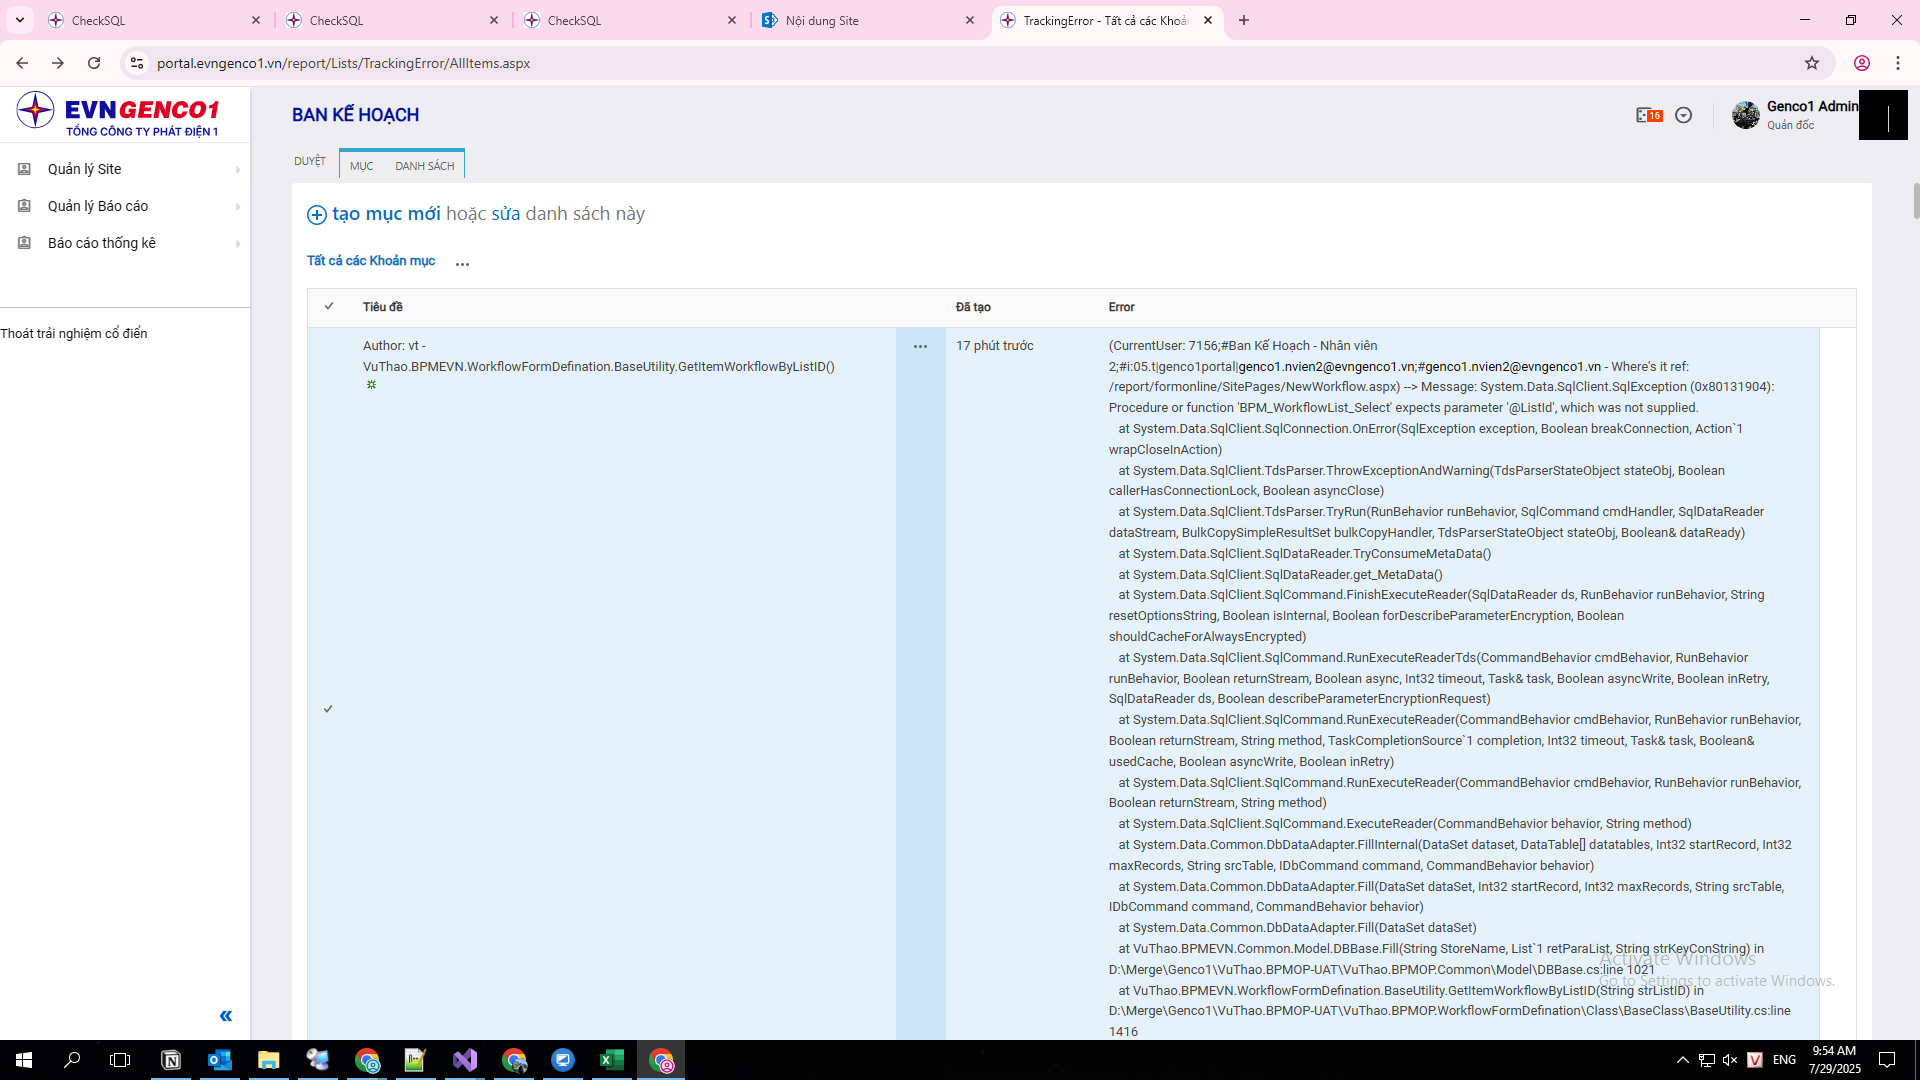 CheckSQL
CheckSQL
CheckSQL
Nội dung Site
TrackingError - Tất cả các Khoản
portal.evngenco1.vn/report/Lists/TrackingError/AllItems.aspx
EVNGENCO1
TỔNG CÔNG TY PHÁT ĐIỆN 1
BAN KẾ HOẠCH
16
Genco1 Admin
Quản đốc
Quản lý Site
Quản lý Báo cáo
Báo cáo thống kê
Thoát trải nghiệm cổ điển
DUYỆT
MỤC
DANH SÁCH
tạo mục mới hoặc sửa danh sách này
Tất cả các Khoản mục
...
Tiêu đề
Đã tạo
Error
Author: vt -
VuThao.BPMEVN.WorkflowFormDefination.BaseUtility.GetItemWorkflowByListID()
...
17 phút trước
(CurrentUser: 7156;#Ban Kế Hoạch - Nhân viên
2;#i:05.t|genco1portal|genco1.nvien2@evngenco1.vn;#genco1.nvien2@evngenco1.vn - Where's it ref:
/report/formonline/SitePages/NewWorkflow.aspx) --> Message: System.Data.SqlClient.SqlException (0x80131904):
Procedure or function 'BPM_WorkflowList_Select' expects parameter '@ListId', which was not supplied.
at System.Data.SqlClient.SqlConnection.OnError(SqlException exception, Boolean breakConnection, Action`1
wrapCloseInAction)
at System.Data.SqlClient.TdsParser.ThrowExceptionAndWarning(TdsParserStateObject stateObj, Boolean
callerHasConnectionLock, Boolean asyncClose)
at System.Data.SqlClient.TdsParser.TryRun(RunBehavior runBehavior, SqlCommand cmdHandler, SqlDataReader
dataStream, BulkCopySimpleResultSet bulkCopyHandler, TdsParserStateObject stateObj, Boolean& dataReady)
at System.Data.SqlClient.SqlDataReader.TryConsumeMetaData()
at System.Data.SqlClient.SqlDataReader.get_MetaData()
at System.Data.SqlClient.SqlCommand.FinishExecuteReader(SqlDataReader ds, RunBehavior runBehavior, String
resetOptionsString, Boolean isInternal, Boolean forDescribeParameterEncryption, Boolean
shouldCacheForAlwaysEncrypted)
at System.Data.SqlClient.SqlCommand.RunExecuteReaderTds(CommandBehavior cmdBehavior, RunBehavior
runBehavior, Boolean returnStream, Boolean async, Int32 timeout, Task& task, Boolean asyncWrite, Boolean inRetry,
SqlDataReader ds, Boolean describeParameterEncryptionRequest)
at System.Data.SqlClient.SqlCommand.RunExecuteReader(CommandBehavior cmdBehavior, RunBehavior runBehavior,
Boolean returnStream, String method, TaskCompletionSource`1 completion, Int32 timeout, Task& task, Boolean&
usedCache, Boolean asyncWrite, Boolean inRetry)
at System.Data.SqlClient.SqlCommand.RunExecuteReader(CommandBehavior cmdBehavior, RunBehavior runBehavior,
Boolean returnStream, String method)
at System.Data.SqlClient.SqlCommand.ExecuteReader(CommandBehavior behavior, String method)
at System.Data.Common.DbDataAdapter.FillInternal(DataSet dataset, DataTable[] datatables, Int32 startRecord, Int32
maxRecords, String srcTable, IDbCommand command, CommandBehavior behavior)
at System.Data.Common.DbDataAdapter.Fill(DataSet dataSet, Int32 startRecord, Int32 maxRecords, String srcTable,
IDbCommand command, CommandBehavior behavior)
at System.Data.Common.DbDataAdapter.Fill(DataSet dataSet)
at VuThao.BPMEVN.Common.Model.DBBase.Fill(String StoreName, List`1 retParaList, String strKeyConString) in
D:\Merge\Genco1\VuThao.BPMOP-UAT\VuThao.BPMOP.Common\Model\DBBase.cs:line 1021
at VuThao.BPMEVN.WorkflowFormDefination.BaseUtility.GetItemWorkflowByListID(String strListID) in
D:\Merge\Genco1\VuThao.BPMOP-UAT\VuThao.BPMOP.WorkflowFormDefination\Class\BaseClass\BaseUtility.cs:line
1416
Activate Windows
Go to Settings to activate Windows.
ENG
9:54 AM
7/29/2025